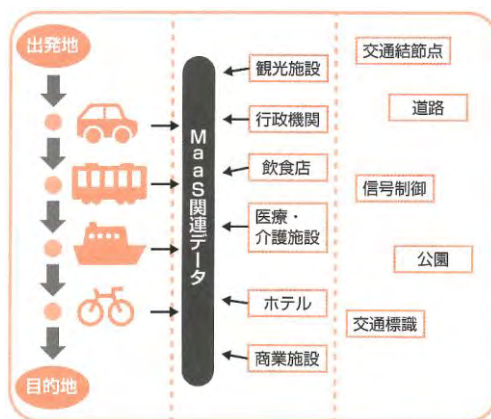 出発地
目的地
MaaS関連データ
観光施設
行政機関
飲食店
医療・
介護施設
ホテル
商業施設
交通結節点
道路
信号制御
公園
交通標識